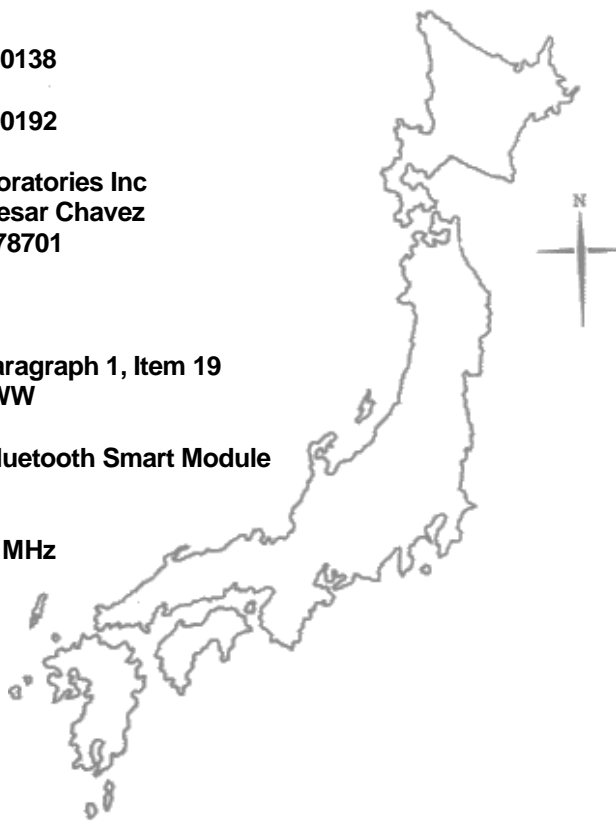 0138
0192
oratories Inc
esar Chavez
78701
N
aragraph 1, Item 19
WW
luetooth Smart Module
MHz